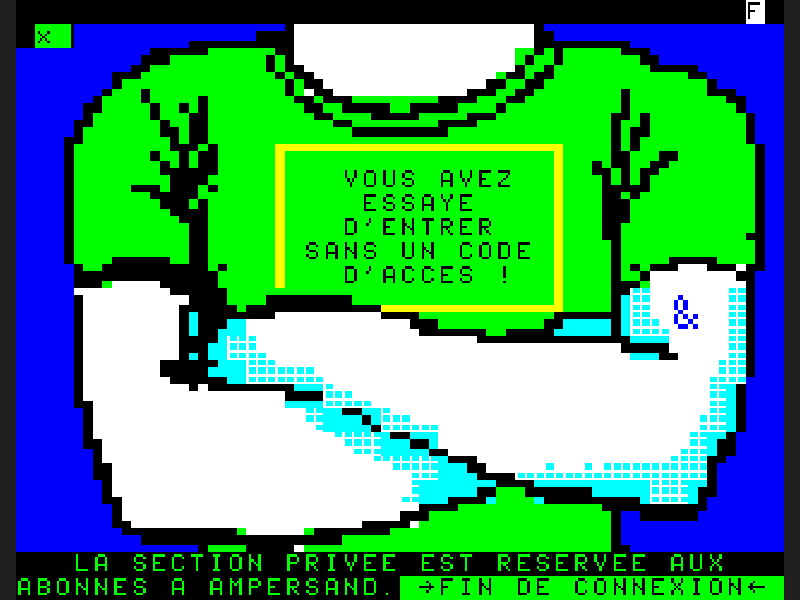 F
x
VOUS AVEZ
ESSAYE
D'ENTRER
SANS UN CODE
D'ACCES !
&
LA SECTION PRIVEE EST RESERVEE AUX
ABONNES A AMPERSAND. →FIN DE CONNEXION←